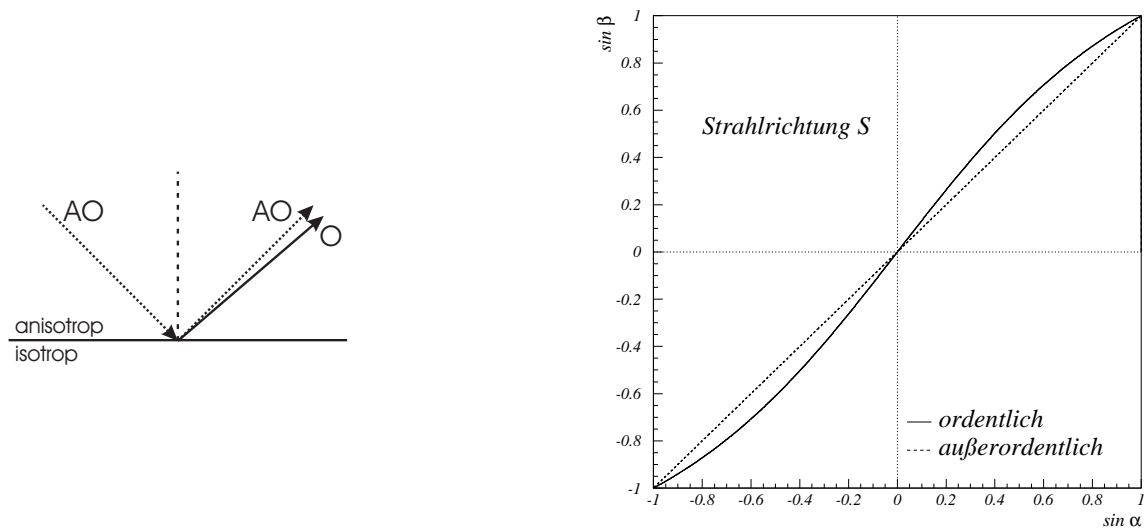 AO
AO
O
anisotrop
isotrop
sin β
1
0.8
0.6
0.4
0.2
0
-0.2
-0.4
-0.6
-0.8
-1
Strahlrichtung S
ordentlich
außerordentlich
-1 -0.8 -0.6 -0.4 -0.2 0 0.2 0.4 0.6 0.8 1
sin α